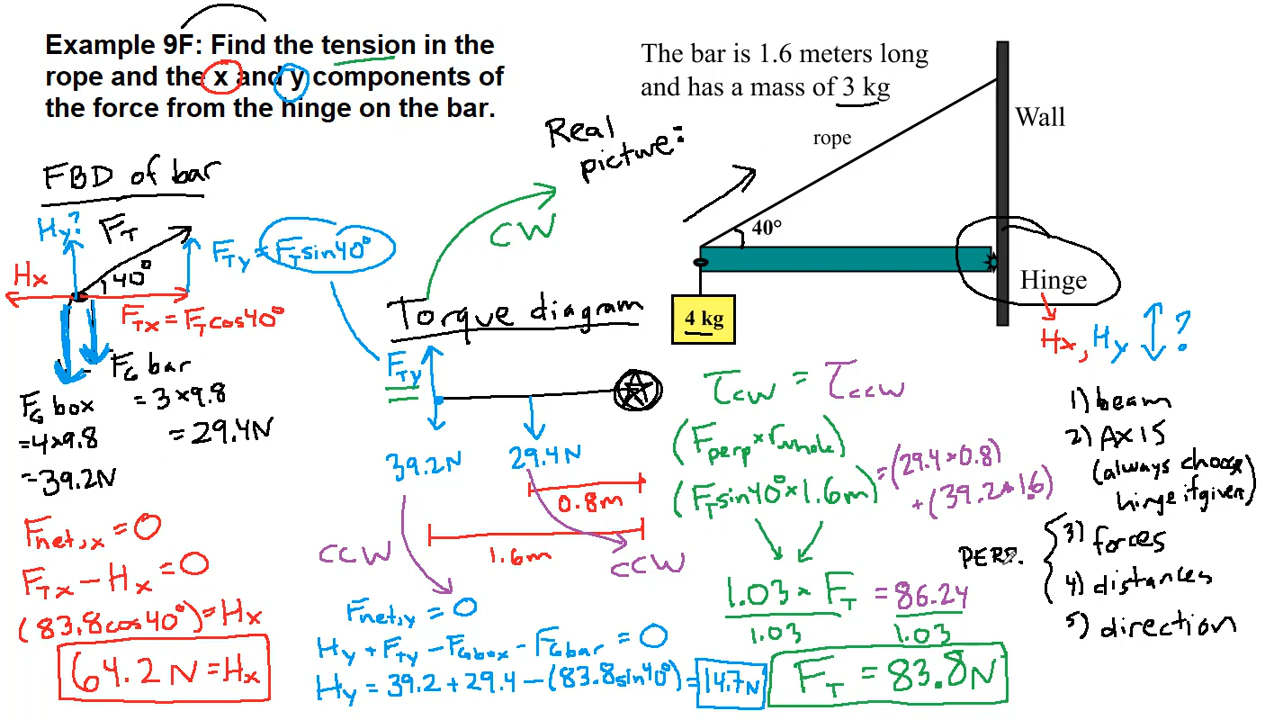 Example 9F: Find the tension in the
rope and the x and y components of
the force from the hinge on the bar.
The bar is 1.6 meters long
and has a mass of 3 kg
Real
picture:
rope
40°
Wall
Hinge
4 kg
Hx, Hy ?
FBD of bar
Hy?
FT
40°
Hx
FTy = FT sin40°
FTx = FT cos40°
FG box
= 4×9.8
= 39.2N
FG bar
= 3×9.8
= 29.4N
Fnet,x = 0
FTx - Hx = 0
(83.8cos40°) = Hx
64.2 N = Hx
CW
Torque diagram
FTy
39.2N
29.4N
0.8m
1.6m
CCW
CCW
Fnet,y = 0
Hy + FTy - FGbox - FGbar = 0
Hy = 39.2 + 29.4 - (83.8sin40°) = 14.7N
τcw = τccw
(Fperp × rwhole)
(FT sin40° × 1.6m) = (29.4 × 0.8)
+ (39.2 × 1.6)
1.03 × FT = 86.24
1.03 1.03
FT = 83.8N
1) beam
2) AXIS
(always choose
hinge if given)
PERP.
3) forces
4) distances
5) direction